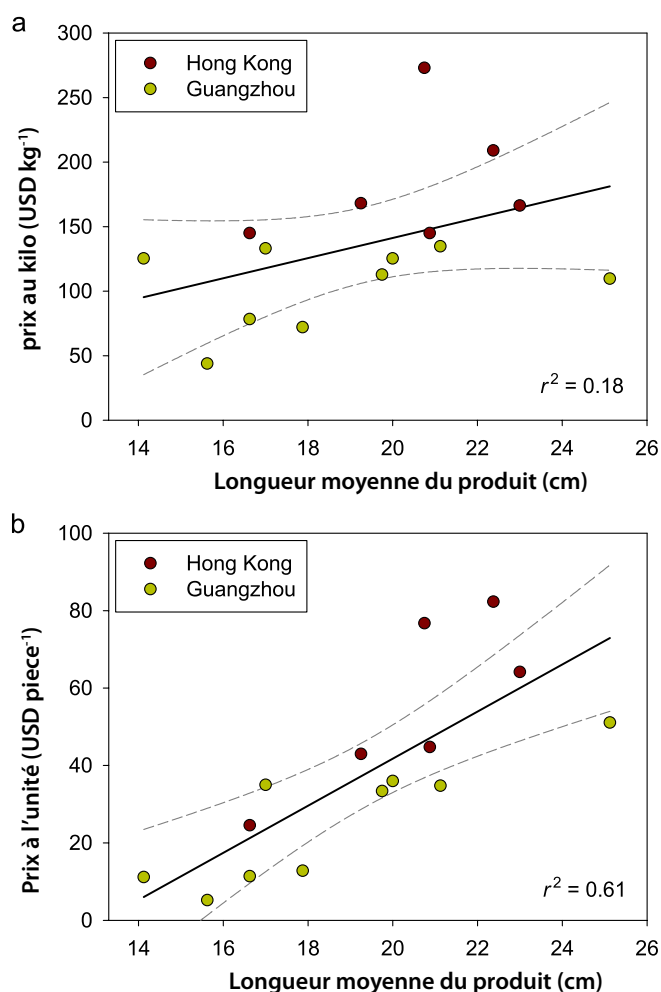 a
300
250
200
150
100
50
0
prix au kilo (USD kg⁻¹)
Hong Kong
Guangzhou
r² = 0.18
14 16 18 20 22 24 26
Longueur moyenne du produit (cm)
b
100
80
60
40
20
0
Prix à l'unité (USD piece⁻¹)
Hong Kong
Guangzhou
r² = 0.61
14 16 18 20 22 24 26
Longueur moyenne du produit (cm)